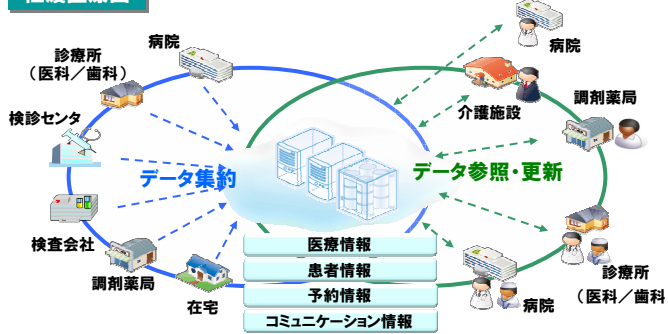 病院
診療所
（医科／歯科）
検診センタ
検査会社
調剤薬局
在宅
データ集約
データ参照・更新
医療情報
患者情報
予約情報
コミュニケーション情報
病院
介護施設
調剤薬局
診療所
（医科／歯科
病院